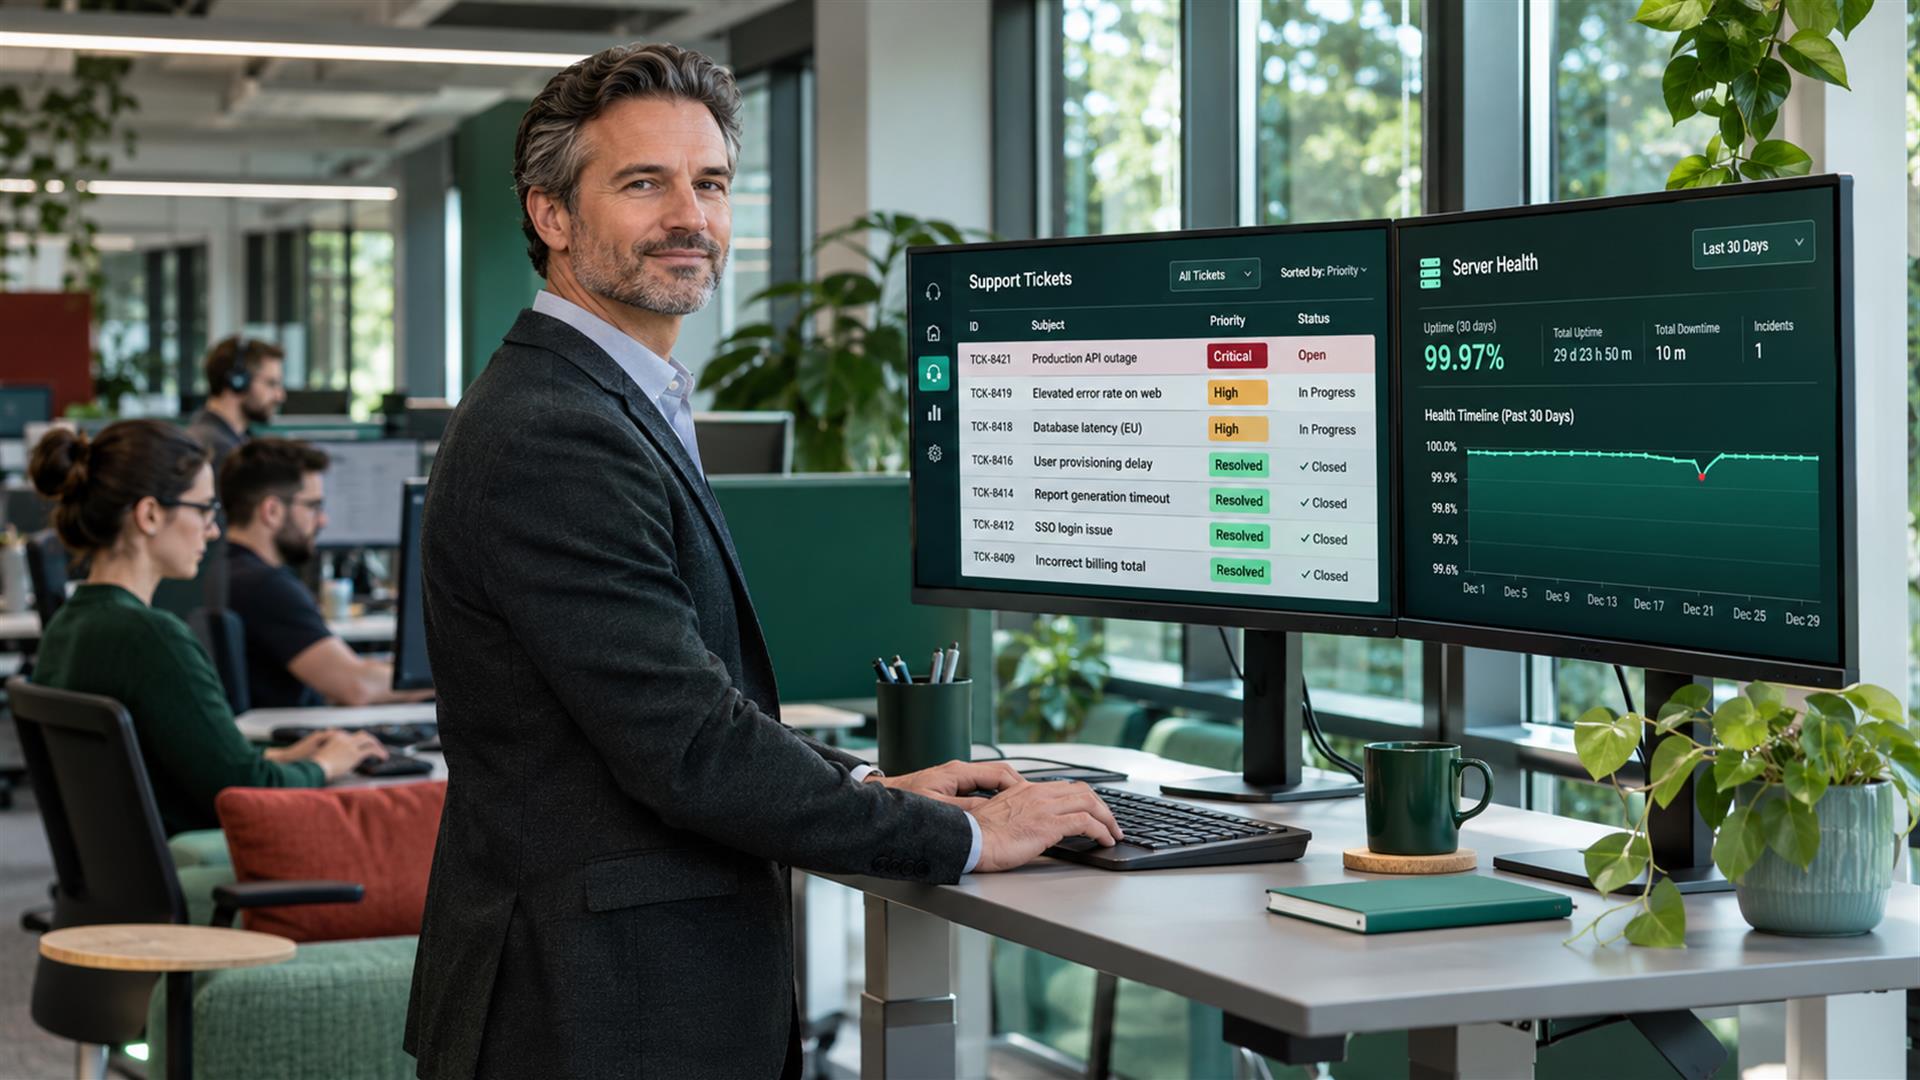 Support Tickets
All Tickets
Sorted by: Priority
ID Subject Priority Status
TCK-8421 Production API outage Critical Open
TCK-8419 Elevated error rate on web High In Progress
TCK-8418 Database latency (EU) High In Progress
TCK-8416 User provisioning delay Resolved ✓ Closed
TCK-8414 Report generation timeout Resolved ✓ Closed
TCK-8412 SSO login issue Resolved ✓ Closed
TCK-8409 Incorrect billing total Resolved ✓ Closed
Server Health
Last 30 Days
Uptime (30 days) Total Uptime Total Downtime Incidents
99.97% 29 d 23 h 50 m 10 m 1
Health Timeline (Past 30 Days)
100.0%
99.9%
99.8%
99.7%
99.6%
Dec 1 Dec 5 Dec 9 Dec 13 Dec 17 Dec 21 Dec 25 Dec 29